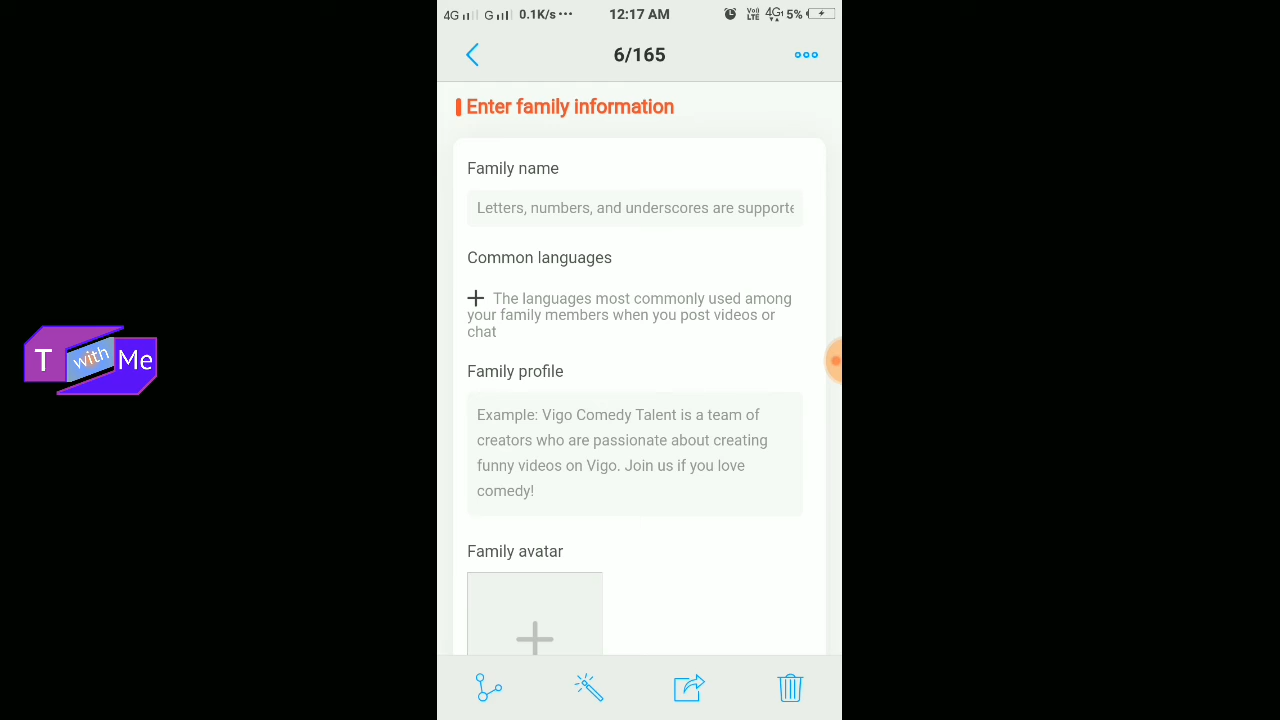 4G G 0.1K/s ••• 12:17 AM VoII LTE 4G 5%
6/165
Enter family information
Family name
Letters, numbers, and underscores are supporte
Common languages
The languages most commonly used among
your family members when you post videos or
chat
Family profile
Example: Vigo Comedy Talent is a team of
creators who are passionate about creating
funny videos on Vigo. Join us if you love
comedy!
Family avatar
T with Me